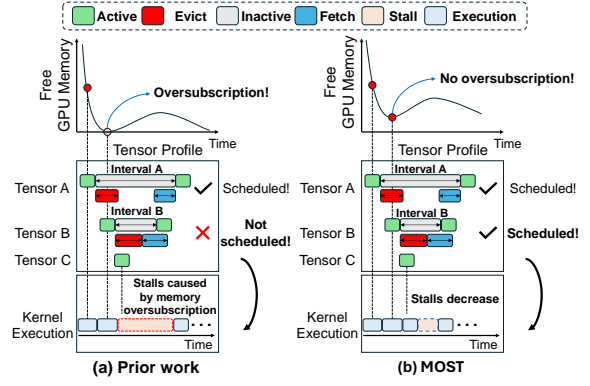 Active Evict Inactive Fetch Stall Execution
Free
GPU Memory
Oversubscription!
Time
Tensor Profile
Interval A
Tensor A
Scheduled!
Interval B
Tensor B
Not
scheduled!
Tensor C
Stalls caused
by memory
oversubscription
Kernel
Execution
Time
(a) Prior work
Free
GPU Memory
No oversubscription!
Time
Tensor Profile
Interval A
Tensor A
Scheduled!
Interval B
Tensor B
Scheduled!
Tensor C
Stalls decrease
Kernel
Execution
Time
(b) MOST